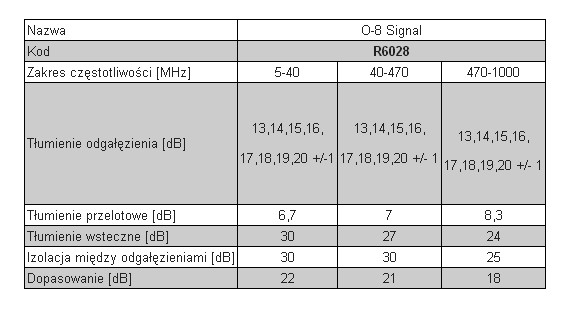 Nazwa O-8 Signal
Kod R6028
Zakres częstotliwości [MHz] 5-40 40-470 470-1000
Tłumienie odgałęzienia [dB] 13,14,15,16, 13,14,15,16, 13,14,15,16,
17,18,19,20 +/-1 17,18,19,20 +/- 1 17,18,19,20 +/- 1
Tłumienie przelotowe [dB] 6,7 7 8,3
Tłumienie wsteczne [dB] 30 27 24
Izolacja między odgałęzieniami [dB] 30 30 25
Dopasowanie [dB] 22 21 18